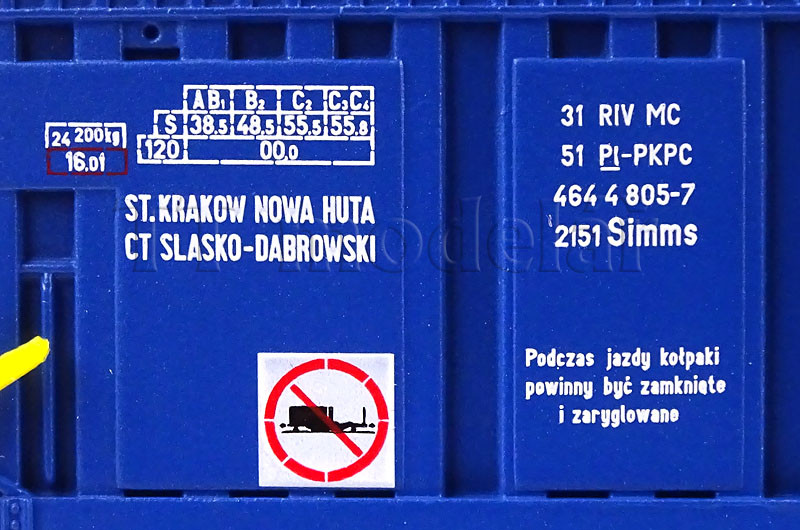 AB1 B2 C2 C3C4
S 38.5 48.5 55.5 55.8
120 00.0
24 200kg
16.01
ST.KRAKOW NOWA HUTA
CT SLASKO-DABROWSKI
31 RIV MC
51 Pl-PKPC
464 4 805-7
2151 Simms
Podczas jazdy kołpaki
powinny być zamknięte
i zaryglowane